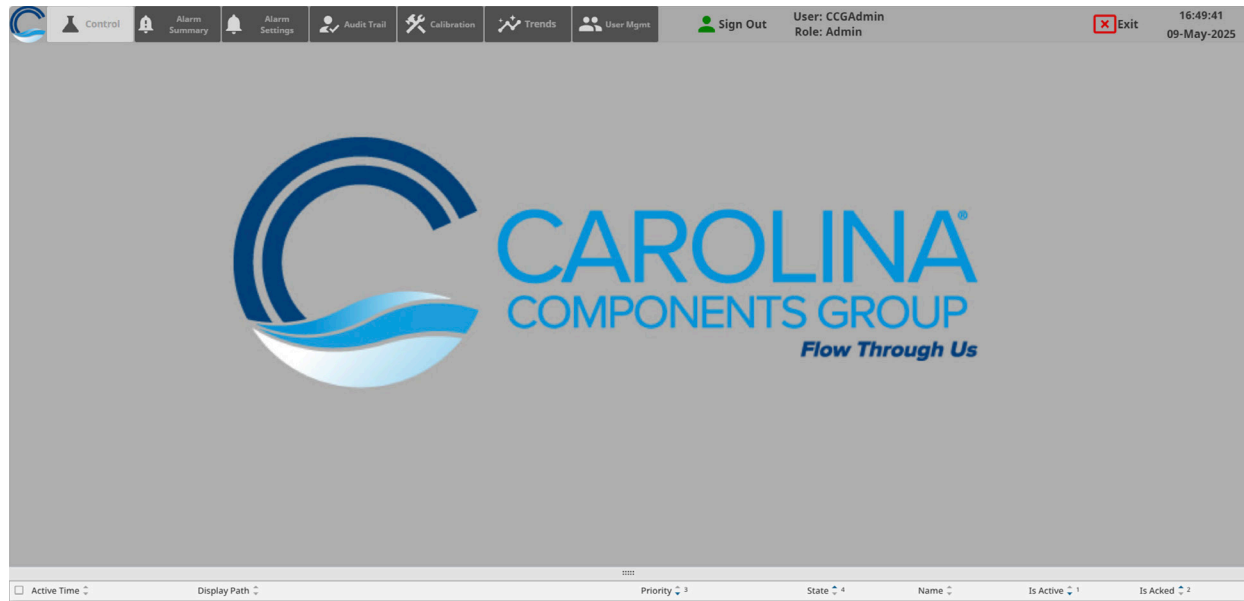 Control
Alarm Summary
Alarm Settings
Audit Trail
Calibration
Trends
User Mgmt
Sign Out
User: CCGAdmin
Role: Admin
Exit
16:49:41
09-May-2025
CAROLINA®
COMPONENTS GROUP
Flow Through Us
Active Time Display Path Priority 3 State 4 Name Is Active 1 Is Acked 2